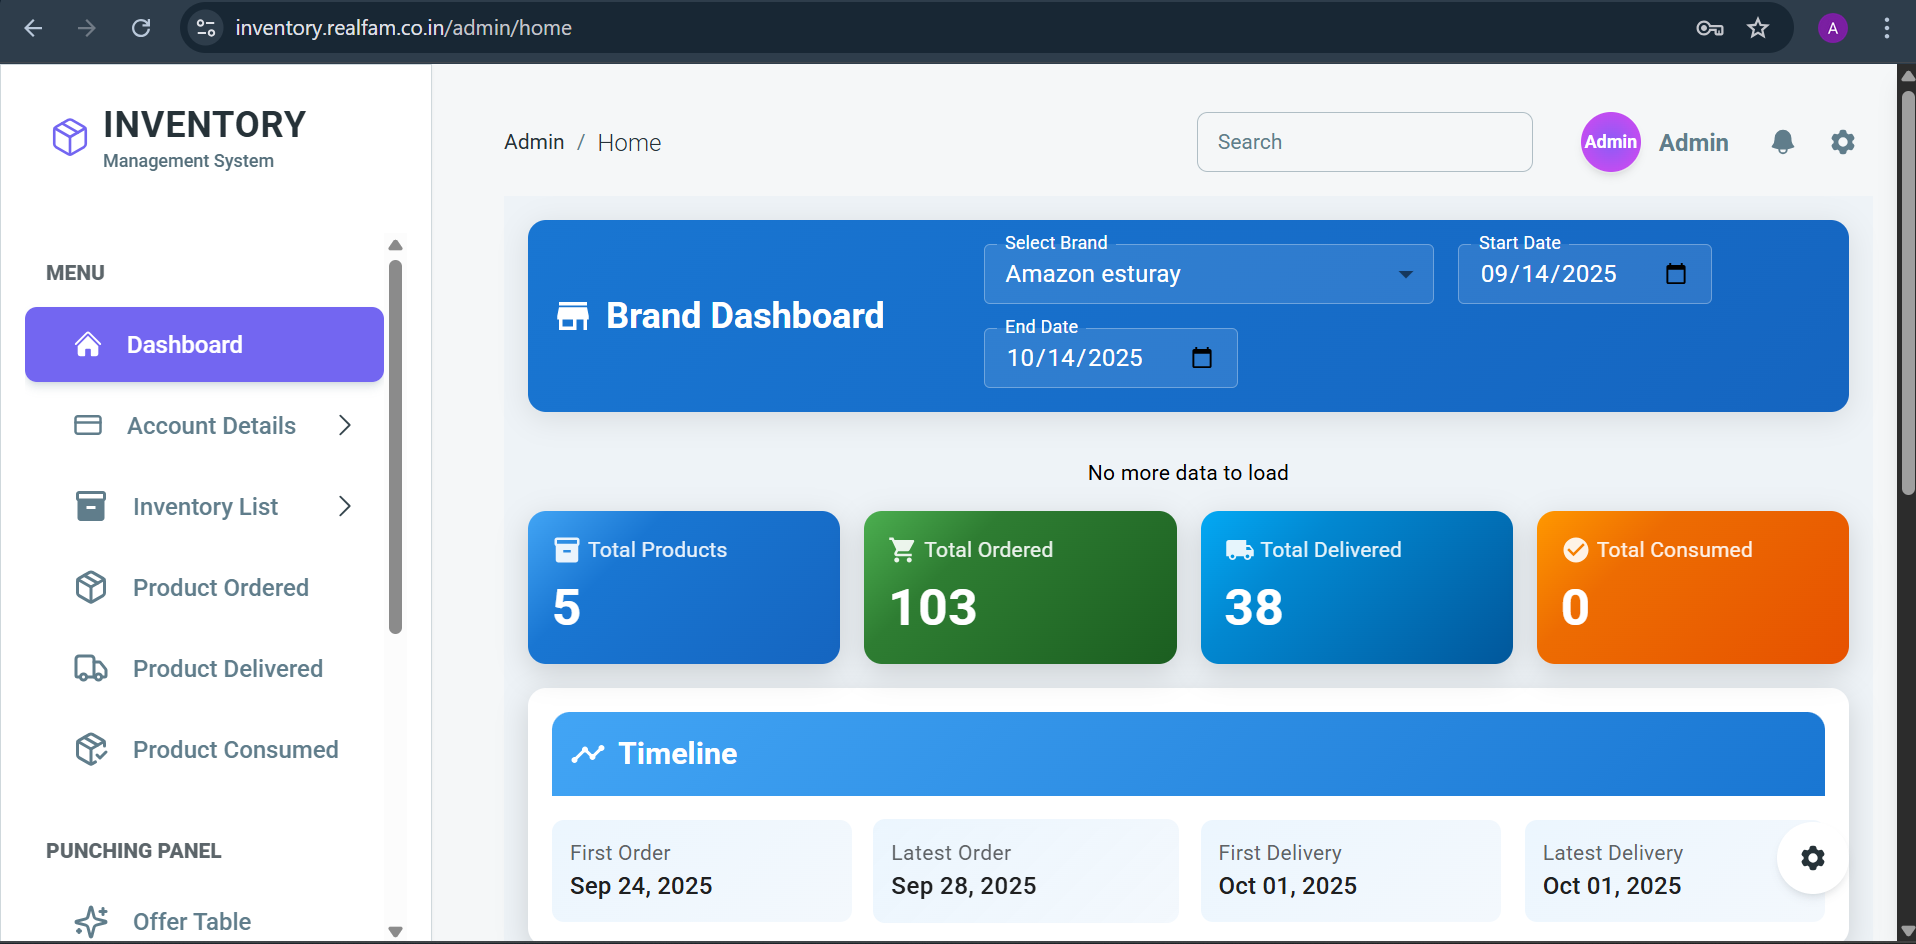 inventory.realfam.co.in/admin/home
A
INVENTORY
Management System
MENU
Dashboard
Account Details
Inventory List
Product Ordered
Product Delivered
Product Consumed
PUNCHING PANEL
Offer Table
Admin / Home
Search
Admin
Admin
Brand Dashboard
Select Brand
Amazon esturay
Start Date
09/14/2025
End Date
10/14/2025
No more data to load
Total Products
5
Total Ordered
103
Total Delivered
38
Total Consumed
0
Timeline
First Order
Sep 24, 2025
Latest Order
Sep 28, 2025
First Delivery
Oct 01, 2025
Latest Delivery
Oct 01, 2025